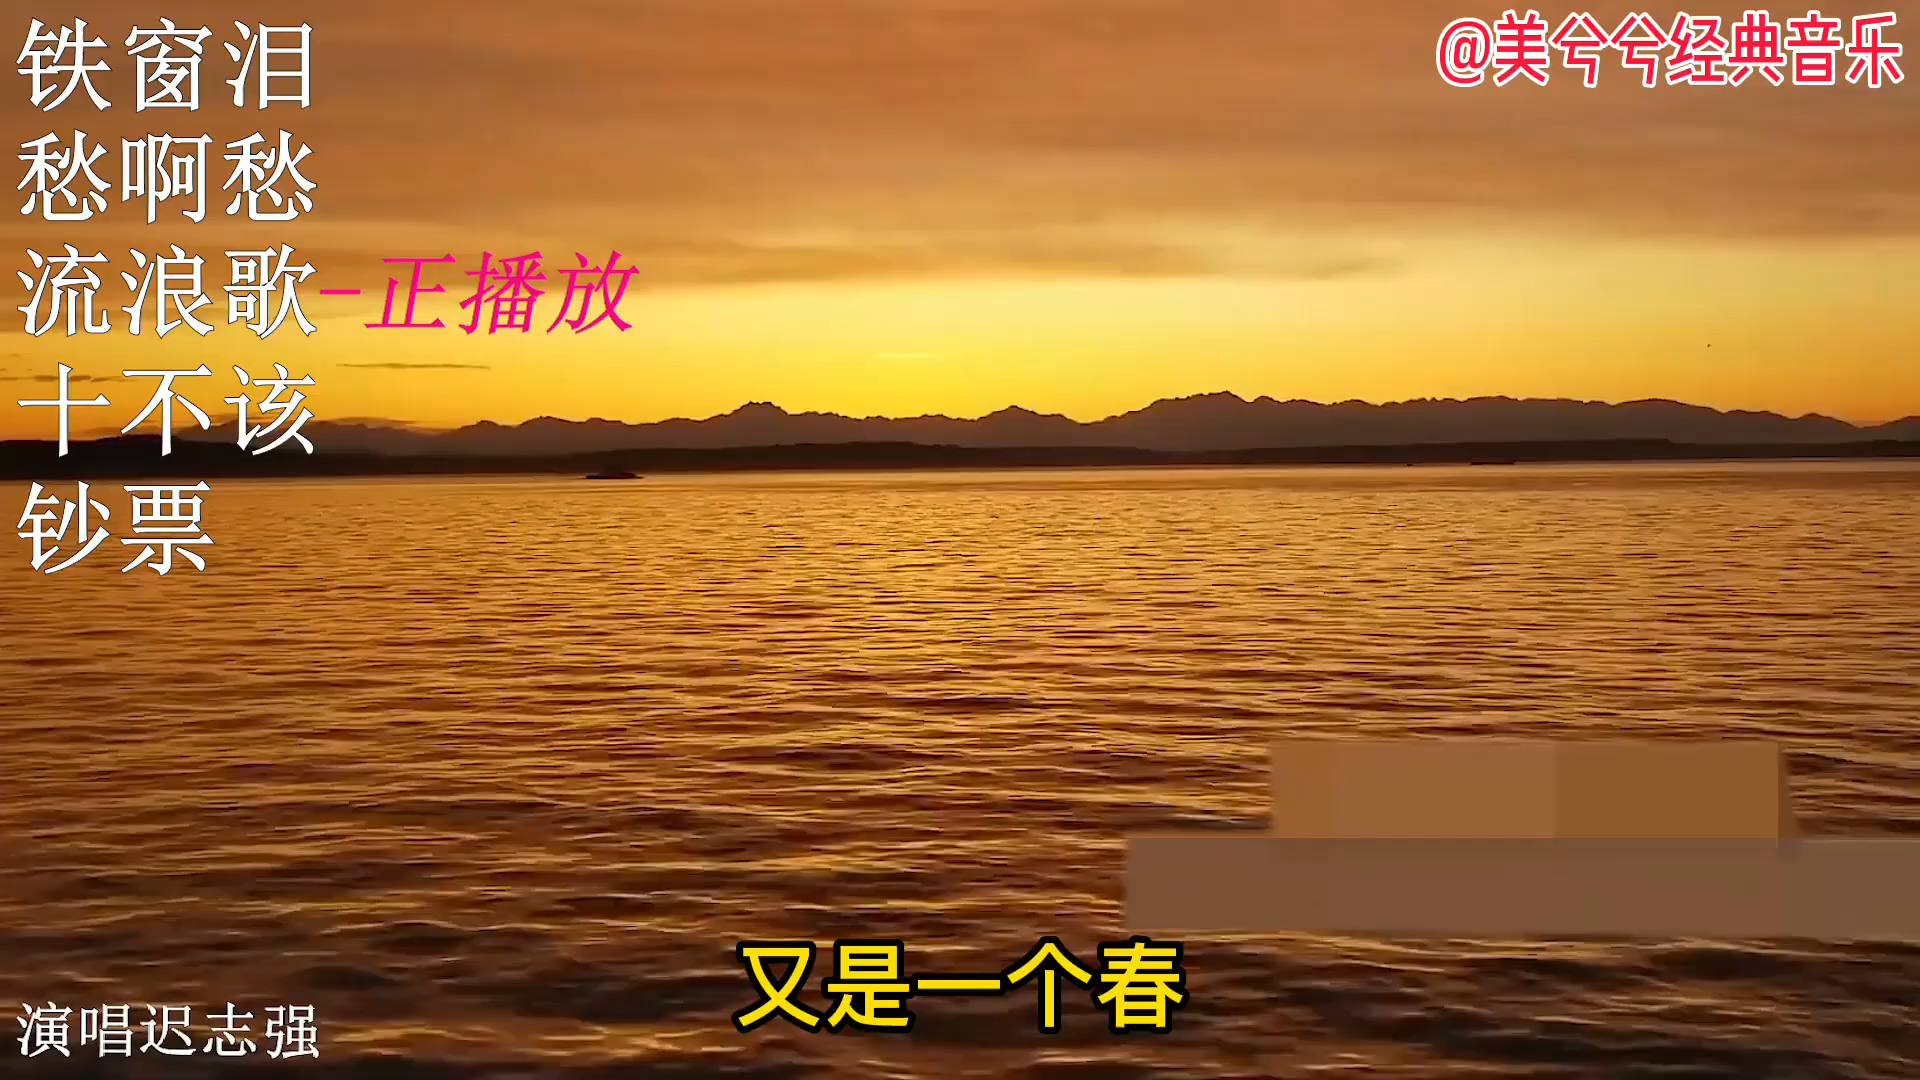 @美兮兮经典音乐
铁窗泪
愁啊愁
流浪歌-正播放
十不该
钞票
又是一个春
演唱迟志强